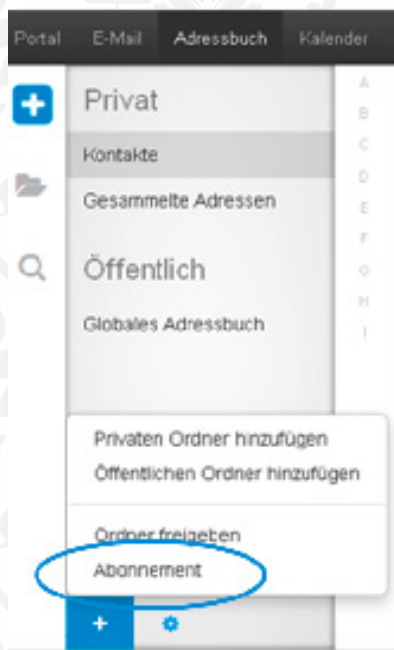 Portal E-Mail Adressbuch Kalender
Privat
Kontakte
Gesammelte Adressen
Öffentlich
Globales Adressbuch
A
B
C
D
E
F
G
H
I
Privaten Ordner hinzufügen
Öffentlichen Ordner hinzufügen
Ordner freigeben
Abonnement